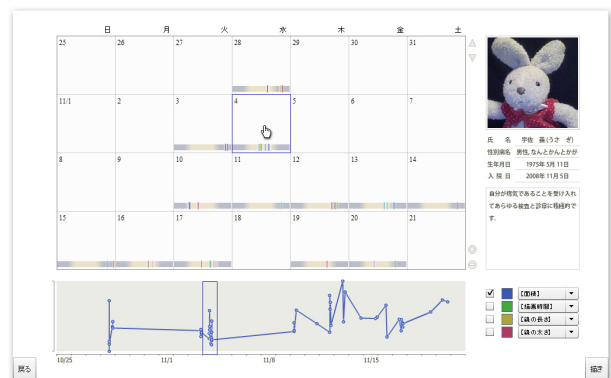 日 月 火 水 木 金 土
25 26 27 28 29 30 31
11/1 2 3 4 5 6 7
8 9 10 11 12 13 14
15 16 17 18 19 20 21
氏 名 宇佐 義(うさ ぎ)
性別病名 男性, なんとかんとかが
生年月日 1975年 5月 11日
入 院 日 2008年 11月 5日
自分が病気であることを受け入れ
てあらゆる検査と診療に積極的で
す.
【面積】
【描画時間】
【線の長さ】
【線の太さ】
10/25 11/1 11/8 11/15
戻る
描き